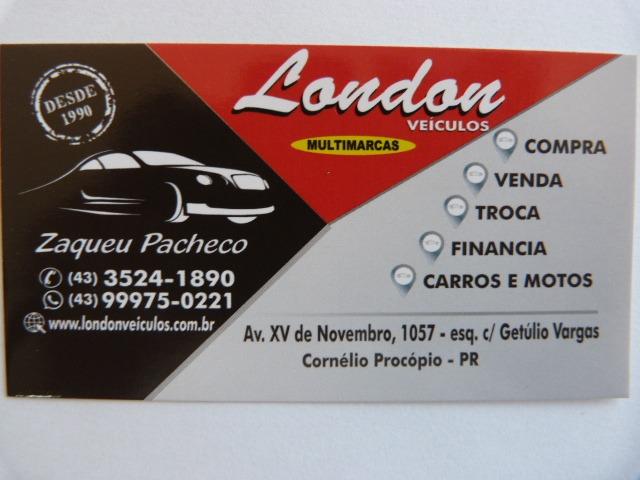 DESDE
1990
London
VEÍCULOS
MULTIMARCAS
COMPRA
VENDA
TROCA
FINANCIA
CARROS E MOTOS
Zaqueu Pacheco
(43) 3524-1890
(43) 99975-0221
www.londonveiculos.com.br
Av. XV de Novembro, 1057 - esq. c/ Getúlio Vargas
Cornélio Procópio - PR